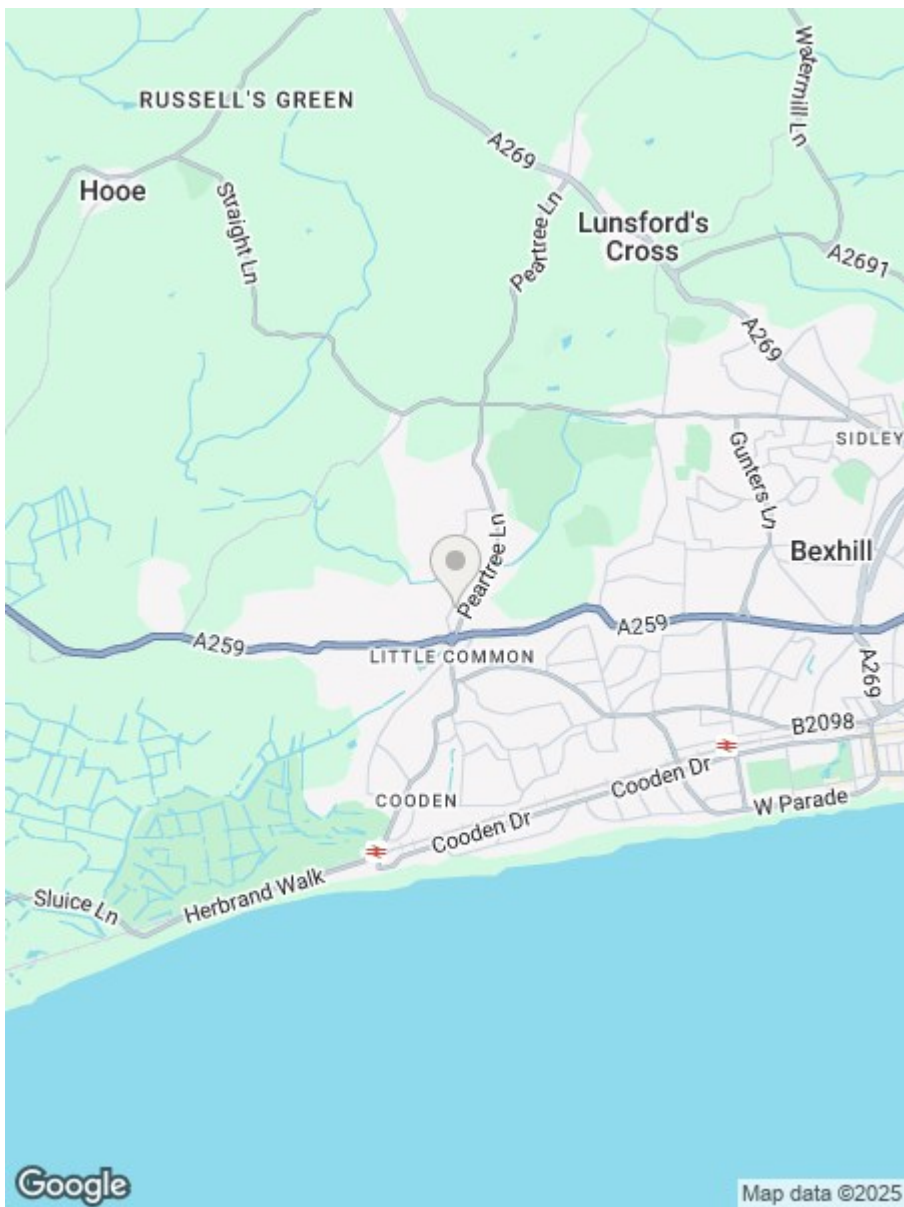 RUSSELL'S GREEN
Watermill Ln
A269
Hooe
Straight Ln
Peartree Ln
Lunsford's
Cross
A2691
A269
SIDLEY
Gunters Ln
Peartree Ln
Bexhill
A259
A259
LITTLE COMMON
A269
B2098
Cooden Dr
COODEN
W Parade
Cooden Dr
Herbrand Walk
Sluice Ln
Google
Map data ©2025